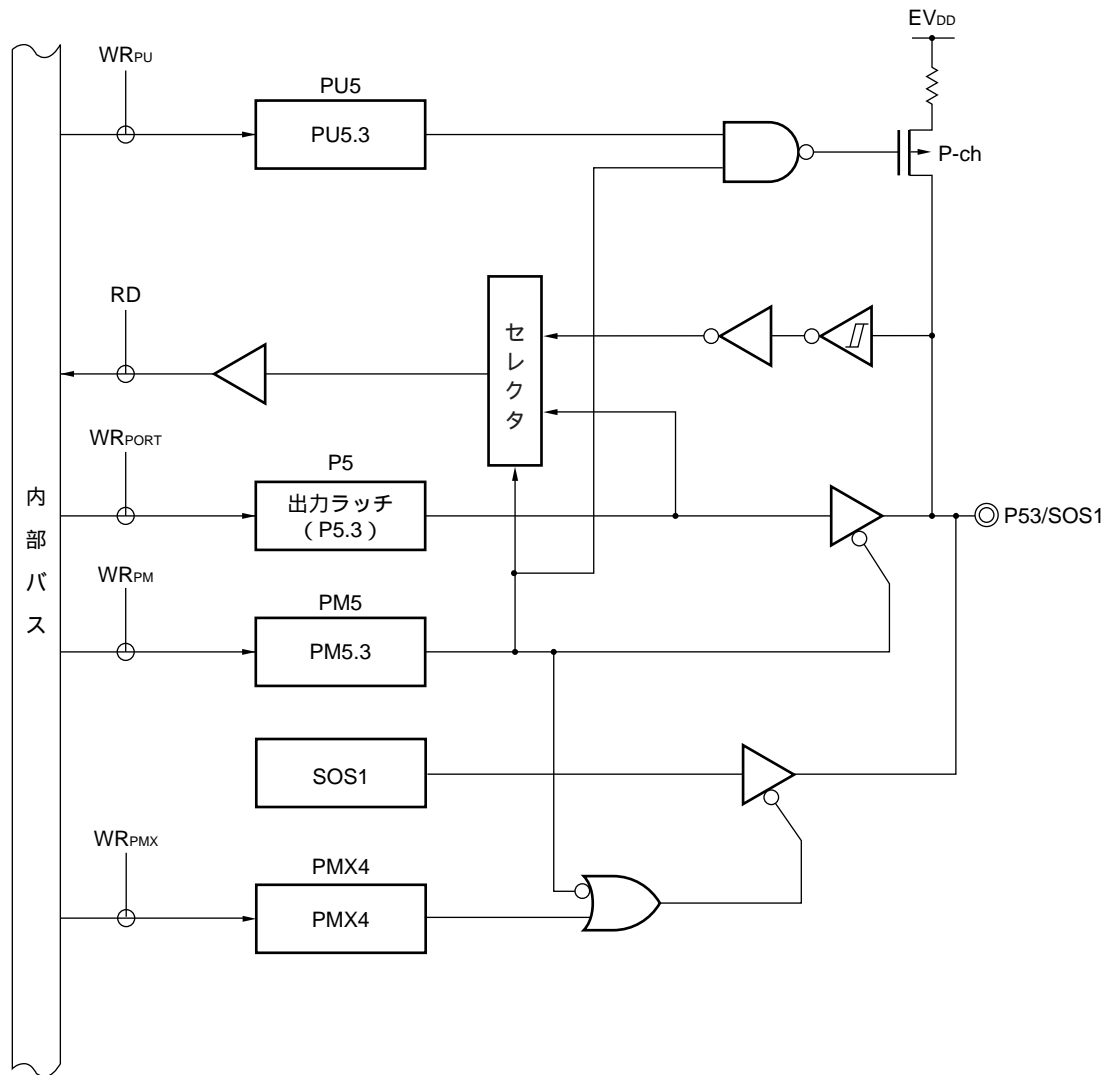 EVDD
WRPU
PU5
PU5.3
P-ch
RD
セレクタ
WRPORT
P5
出力ラッチ
（P5.3）
P53/SOS1
内部バス
WRPM
PM5
PM5.3
SOS1
WRPMX
PMX4
PMX4